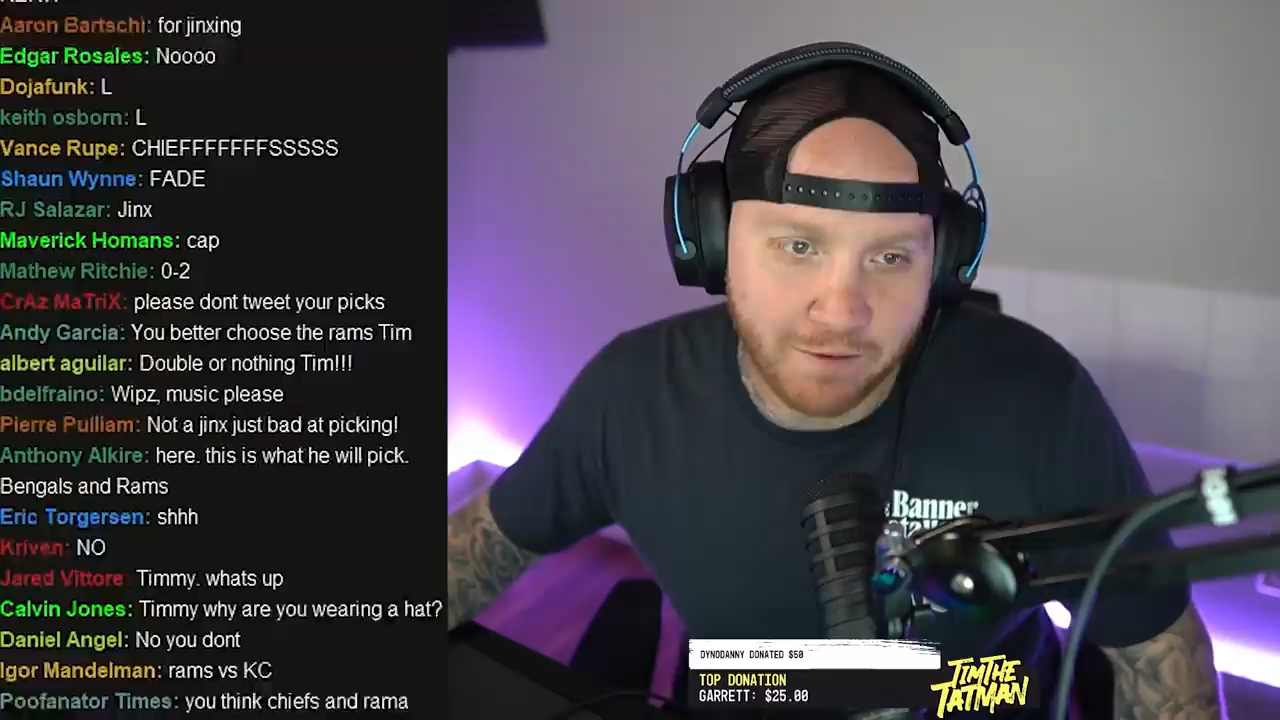 Aaron Bartschi: for jinxing
Edgar Rosales: Noooo
Dojafunk: L
keith osborn: L
Vance Rupe: CHIEFFFFFFFSSSSS
Shaun Wynne: FADE
RJ Salazar: Jinx
Maverick Homans: cap
Mathew Ritchie: 0-2
CrAz MaTriX: please dont tweet your picks
Andy Garcia: You better choose the rams Tim
albert aguilar: Double or nothing Tim!!!
bdelfraino: Wipz, music please
Pierre Pulliam: Not a jinx just bad at picking!
Anthony Alkire: here. this is what he will pick.
Bengals and Rams
Eric Torgersen: shhh
Kriven: NO
Jared Vittore: Timmy. whats up
Calvin Jones: Timmy why are you wearing a hat?
Daniel Angel: No you dont
Igor Mandelman: rams vs KC
Poofanator Times: you think chiefs and rama
Banner
DYNODANNY DONATED $50
TOP DONATION
GARRETT: $25.00
TIMTHE
TATMAN